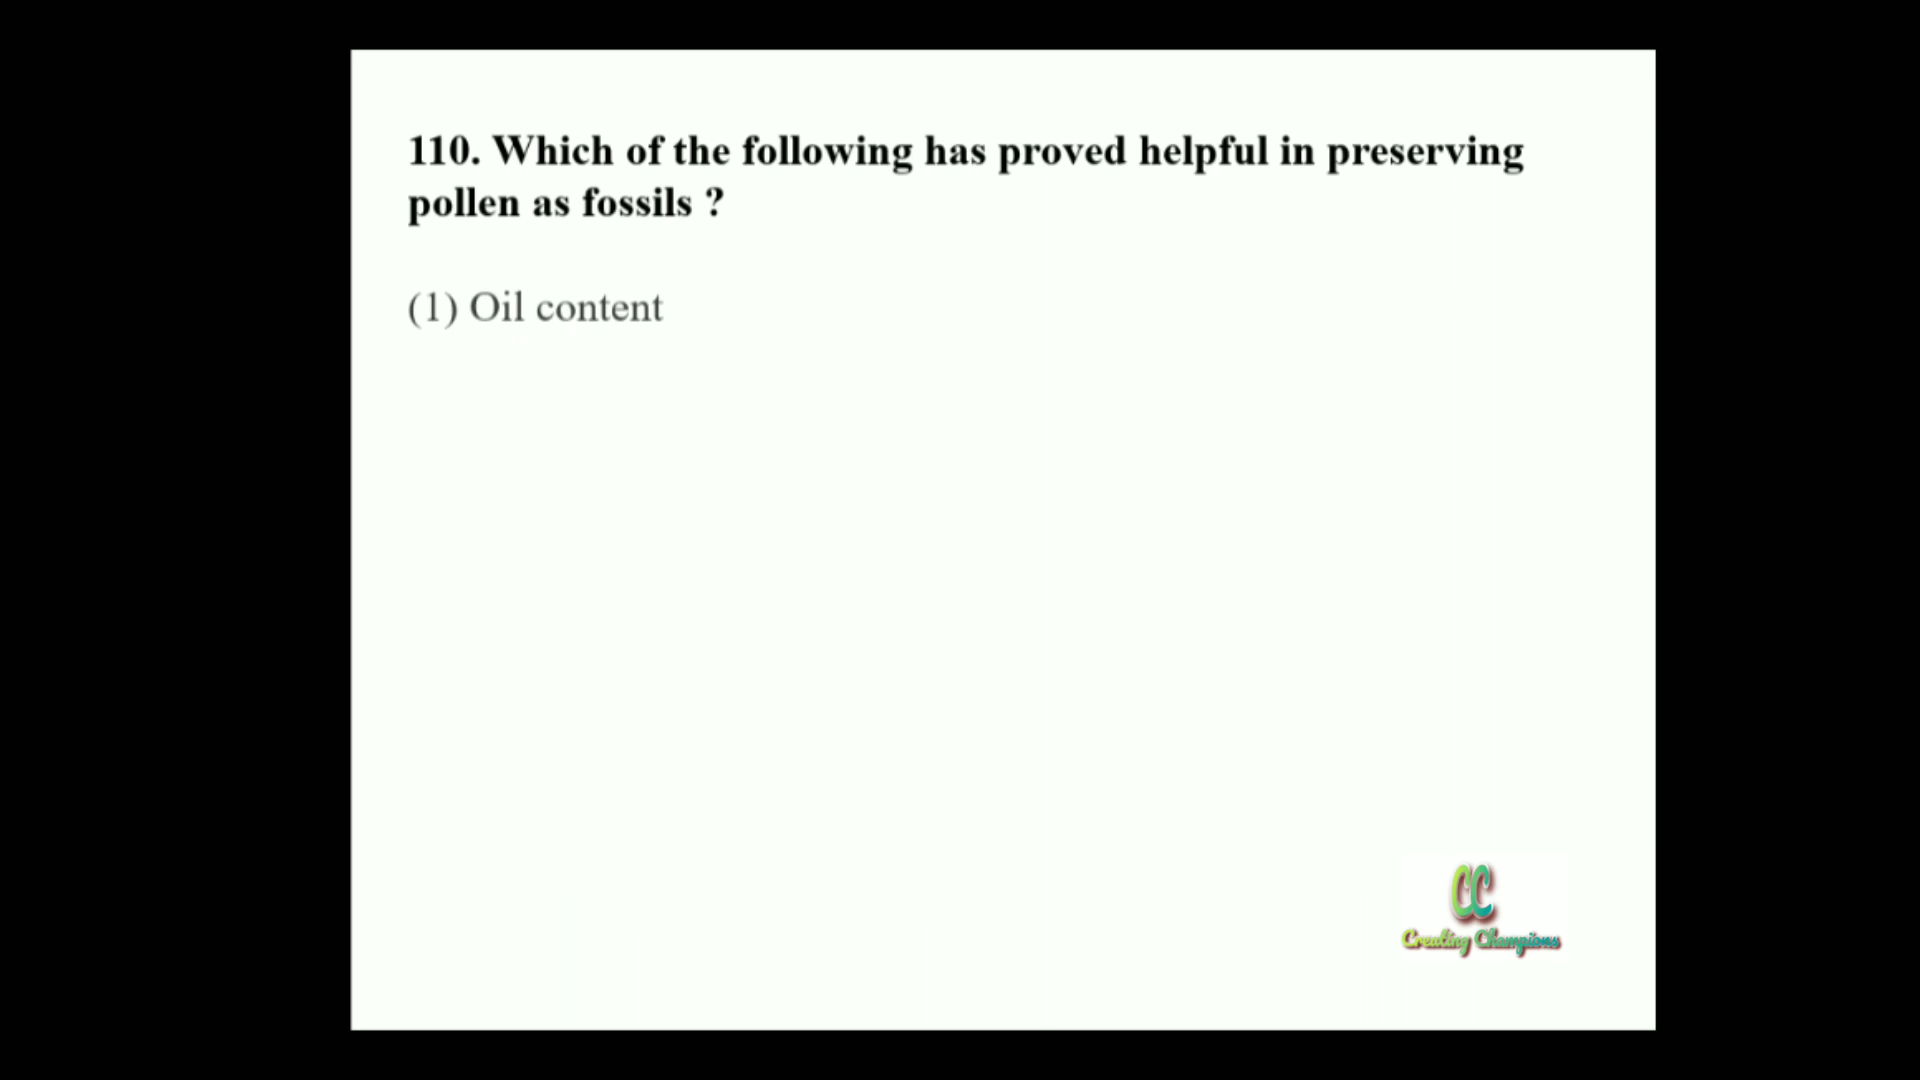 110. Which of the following has proved helpful in preserving
pollen as fossils ?
(1) Oil content
CC
Creating Champions